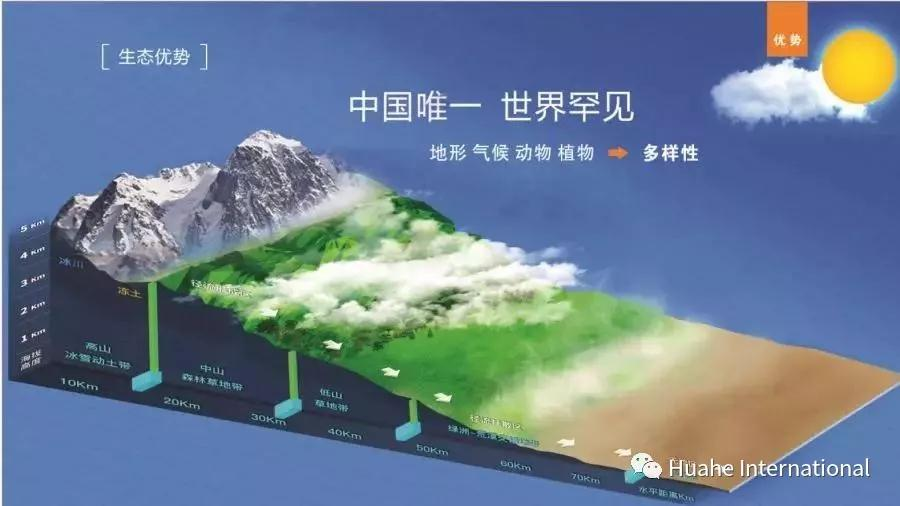 优 势
[ 生态优势 ]
中国唯一 世界罕见
地形 气候 动物 植物 多样性
5 Km
4 Km
3 Km
2 Km
1 Km
海拔
高度
冰川
冻土
高山
冰雪动土带
中山
森林草地带
低山
草地带
绿洲-荒漠
10Km
20Km
30Km
40Km
50Km
60Km
70Km
水平距离Km
Huahe International